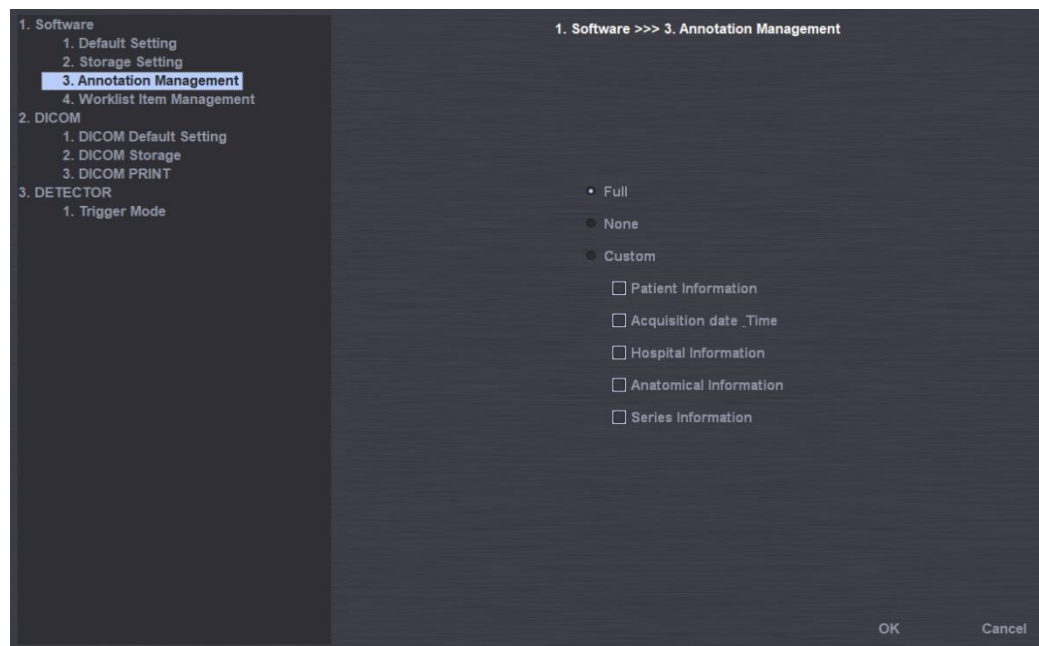 1. Software
1. Default Setting
2. Storage Setting
3. Annotation Management
4. Worklist Item Management
2. DICOM
1. DICOM Default Setting
2. DICOM Storage
3. DICOM PRINT
3. DETECTOR
1. Trigger Mode
1. Software >>> 3. Annotation Management
Full
None
Custom
Patient Information
Acquisition date _Time
Hospital Information
Anatomical Information
Series Information
OK Cancel